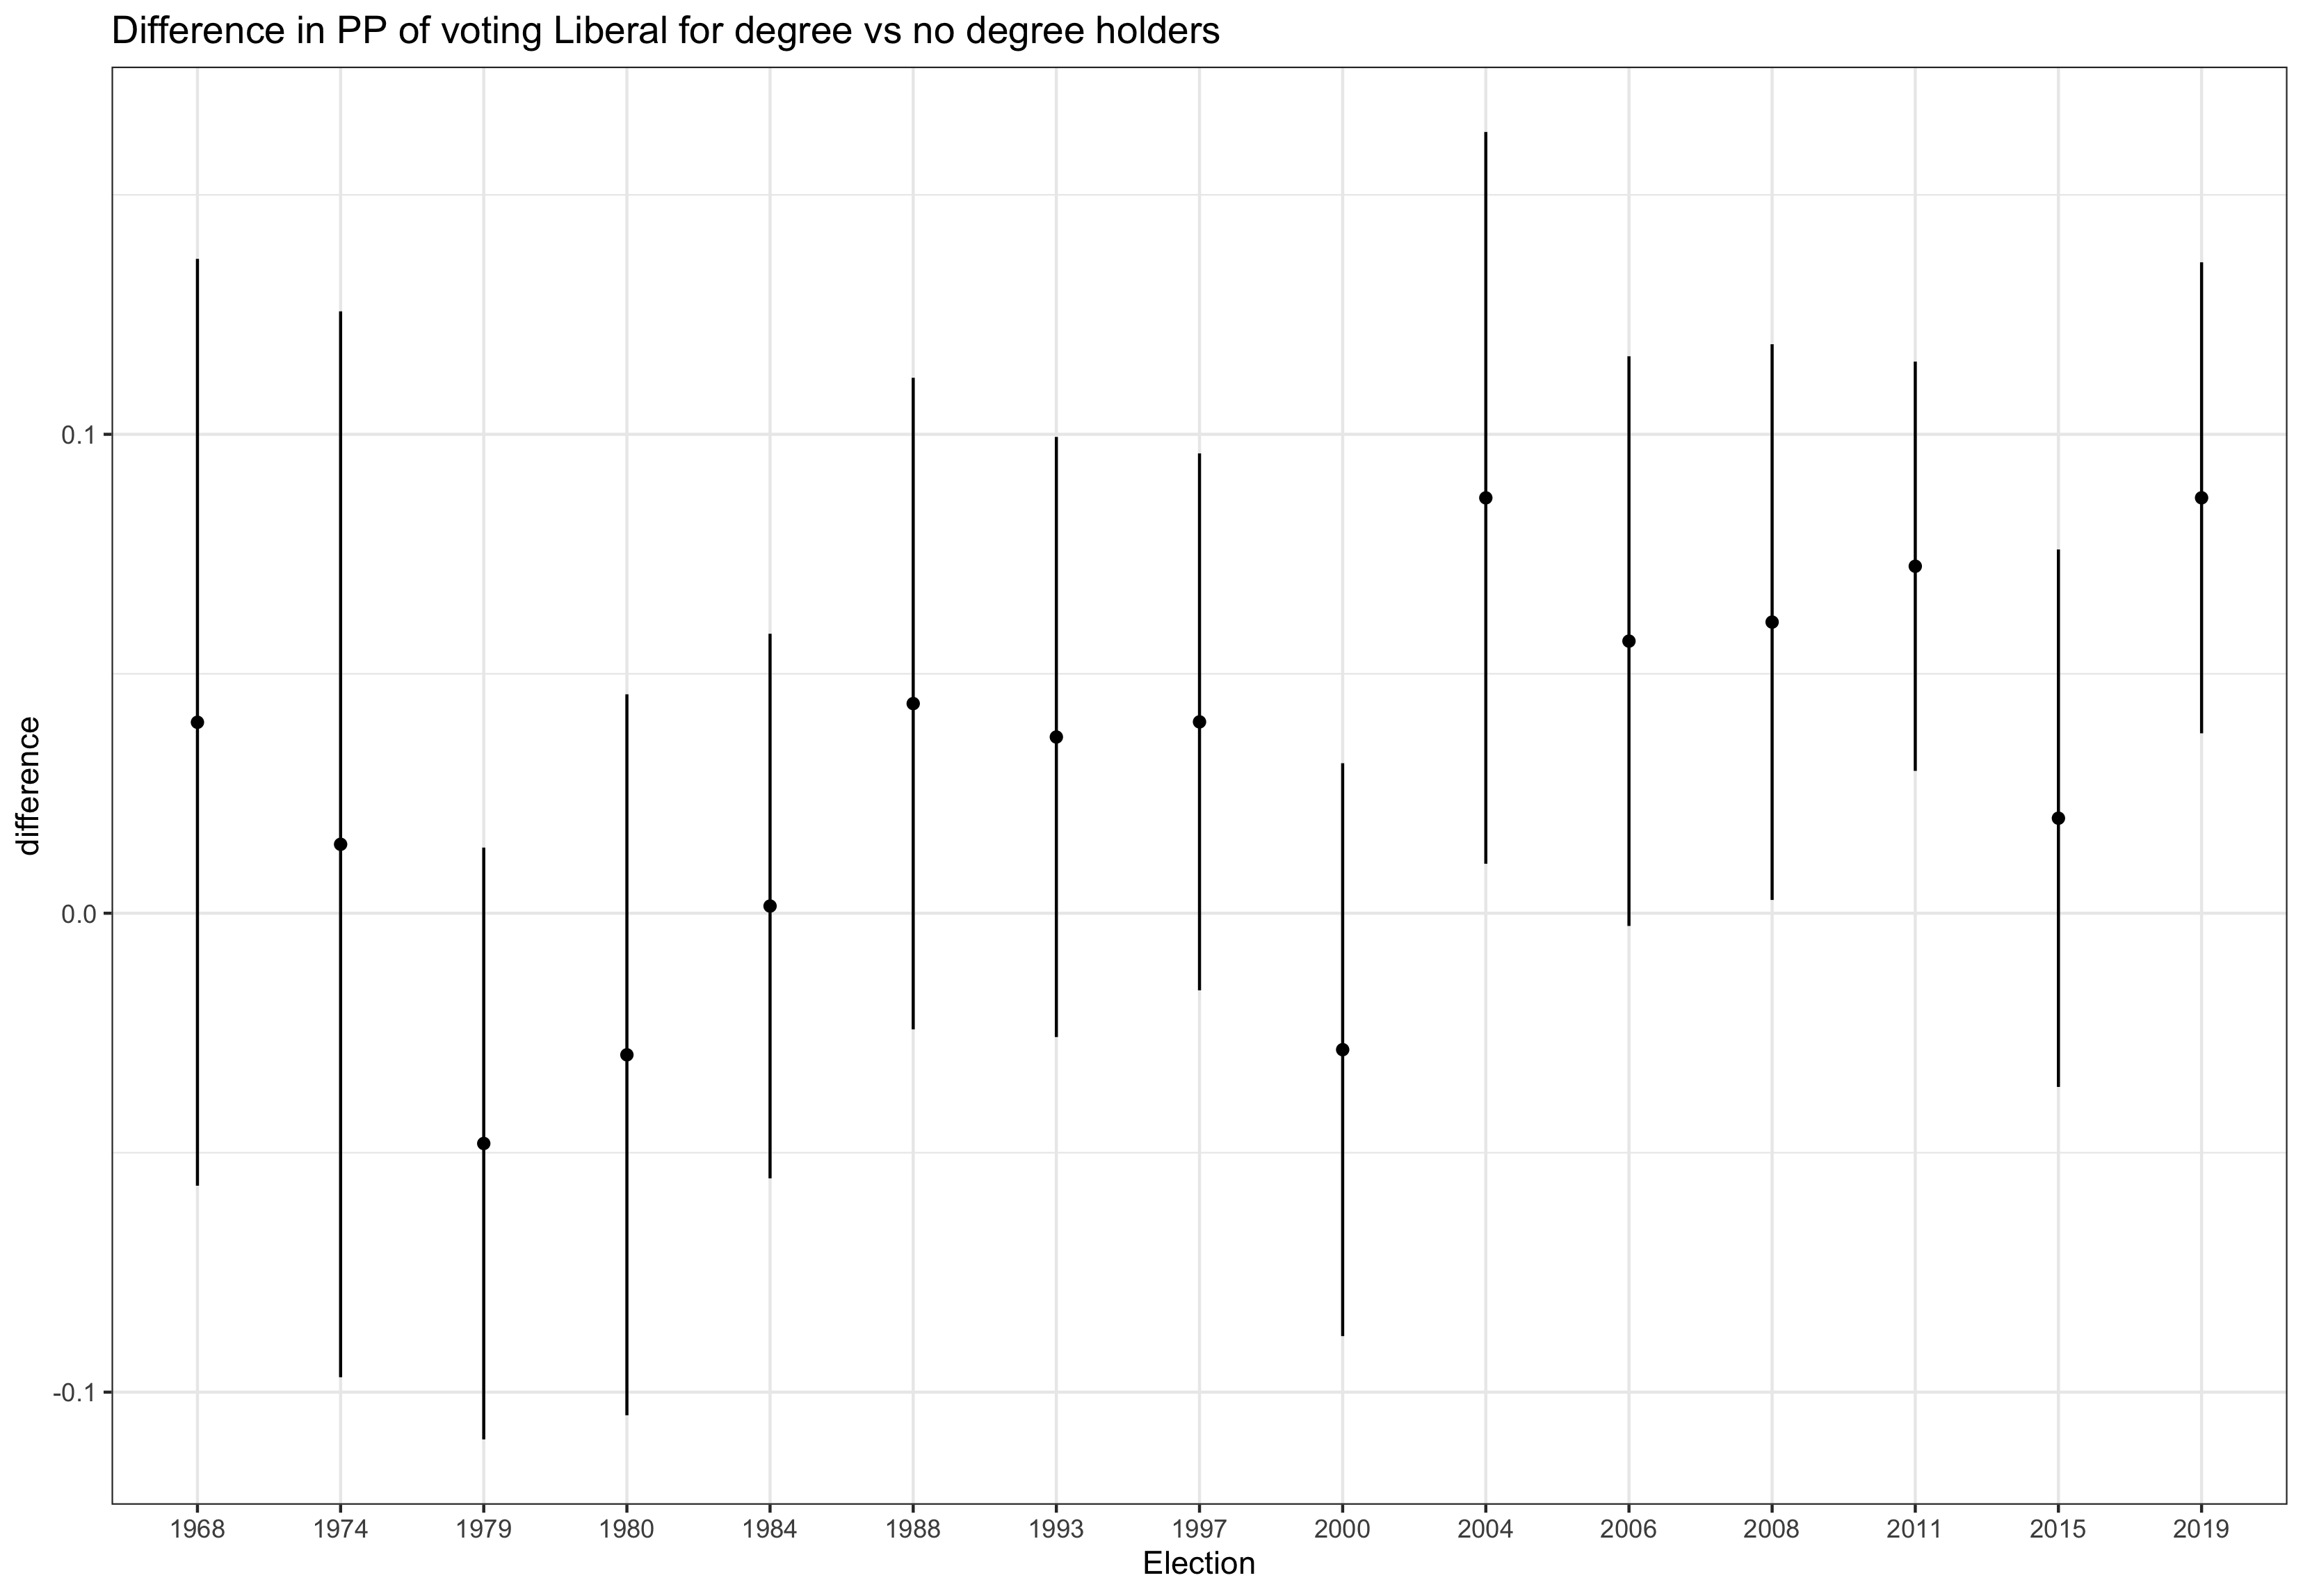 Difference in PP of voting Liberal for degree vs no degree holders
difference
0.1
0.0
-0.1
1968 1974 1979 1980 1984 1988 1993 1997 2000 2004 2006 2008 2011 2015 2019
Election